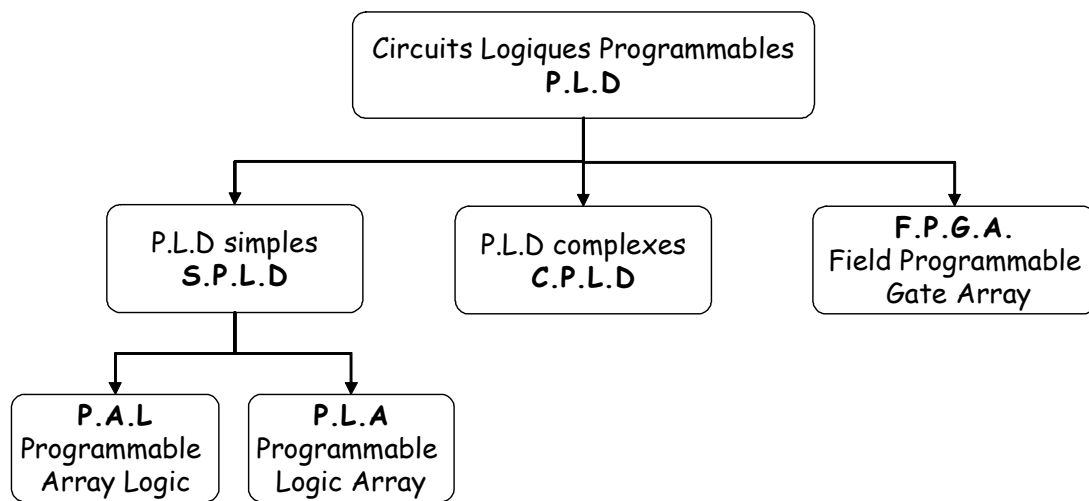 Circuits Logiques Programmables
P.L.D
P.L.D simples
S.P.L.D
P.L.D complexes
C.P.L.D
F.P.G.A.
Field Programmable
Gate Array
P.A.L
Programmable
Array Logic
P.L.A
Programmable
Logic Array